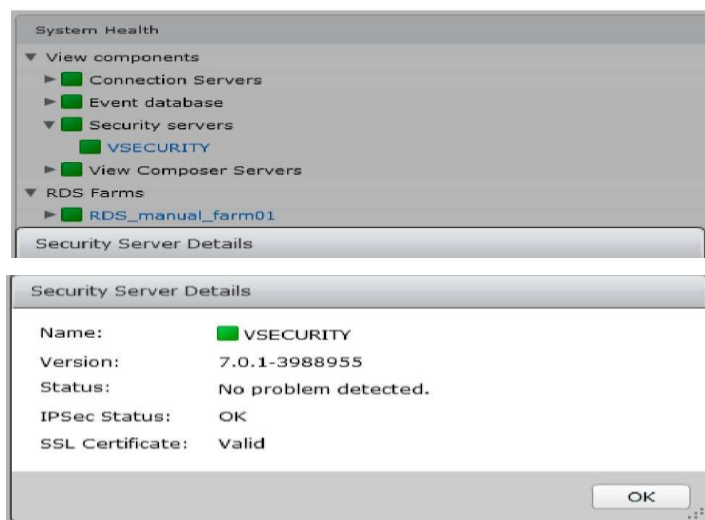 System Health
View components
Connection Servers
Event database
Security servers
VSECURITY
View Composer Servers
RDS Farms
RDS_manual_farm01
Security Server Details
Security Server Details
Name: VSECURITY
Version: 7.0.1-3988955
Status: No problem detected.
IPSec Status: OK
SSL Certificate: Valid
OK